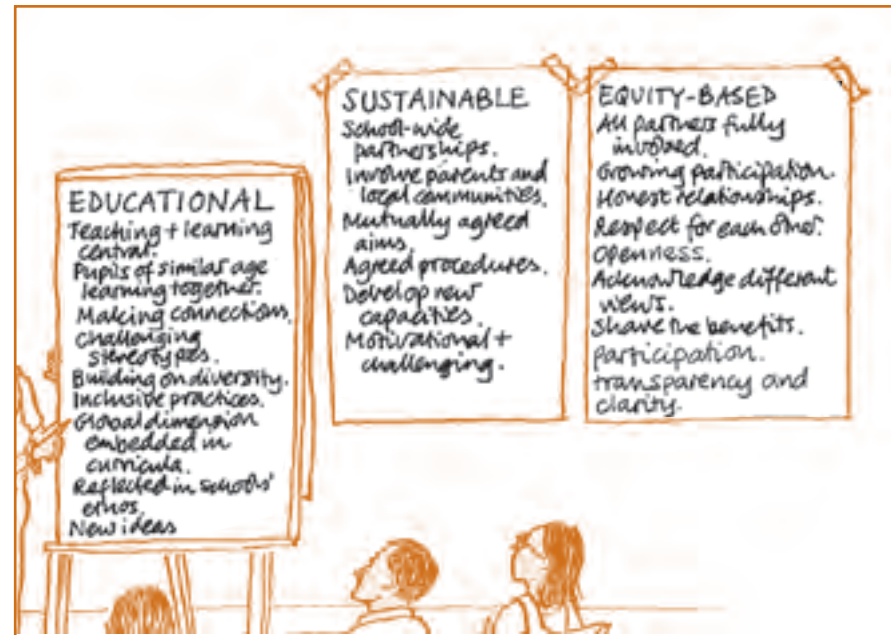 EDUCATIONAL
Teaching + learning
central.
Pupils of similar age
learning together.
Making connections.
Challenging
stereotypes.
Building on diversity.
Inclusive practices.
Global dimension
embedded in
curricula.
Reflected in schools'
ethos.
New ideas
SUSTAINABLE
School-wide
partnerships.
Involve parents and
local communities.
Mutually agreed
aims.
Agreed procedures.
Develop new
capacities.
Motivational +
challenging.
EQUITY-BASED
All partners fully
involved.
Growing participation.
Honest relationships.
Respect for each other.
Openness.
Acknowledge different
views.
Share the benefits.
participation.
transparency and
clarity.